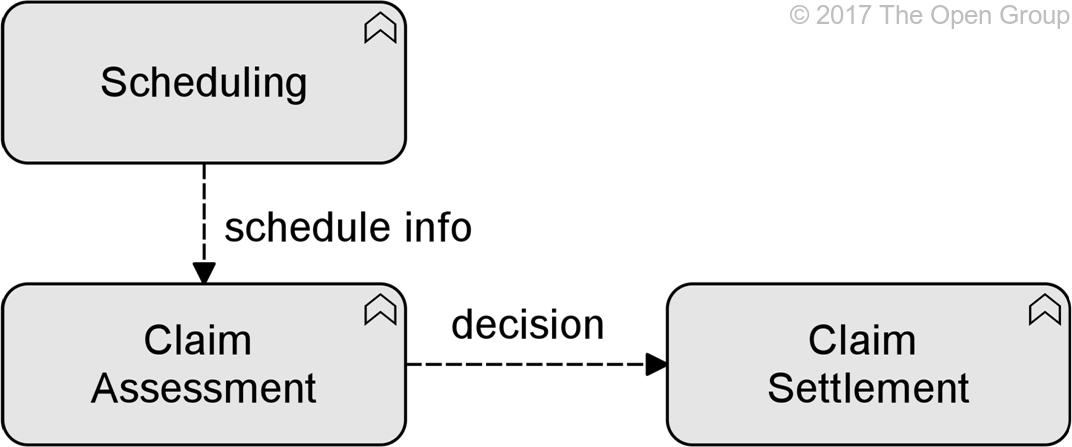 © 2017 The Open Group
Scheduling
schedule info
Claim
Assessment
decision
Claim
Settlement